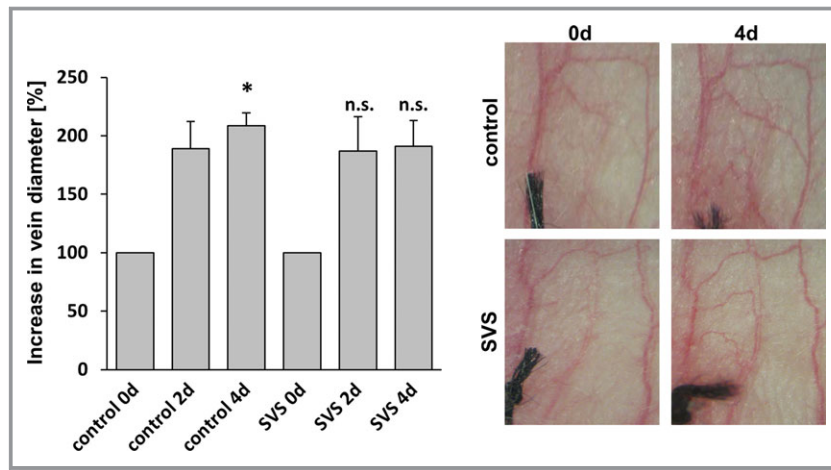 Increase in vein diameter [%]
250
200
150
100
50
0
*
n.s.
n.s.
control 0d
control 2d
control 4d
SVS 0d
SVS 2d
SVS 4d
0d
4d
control
SVS